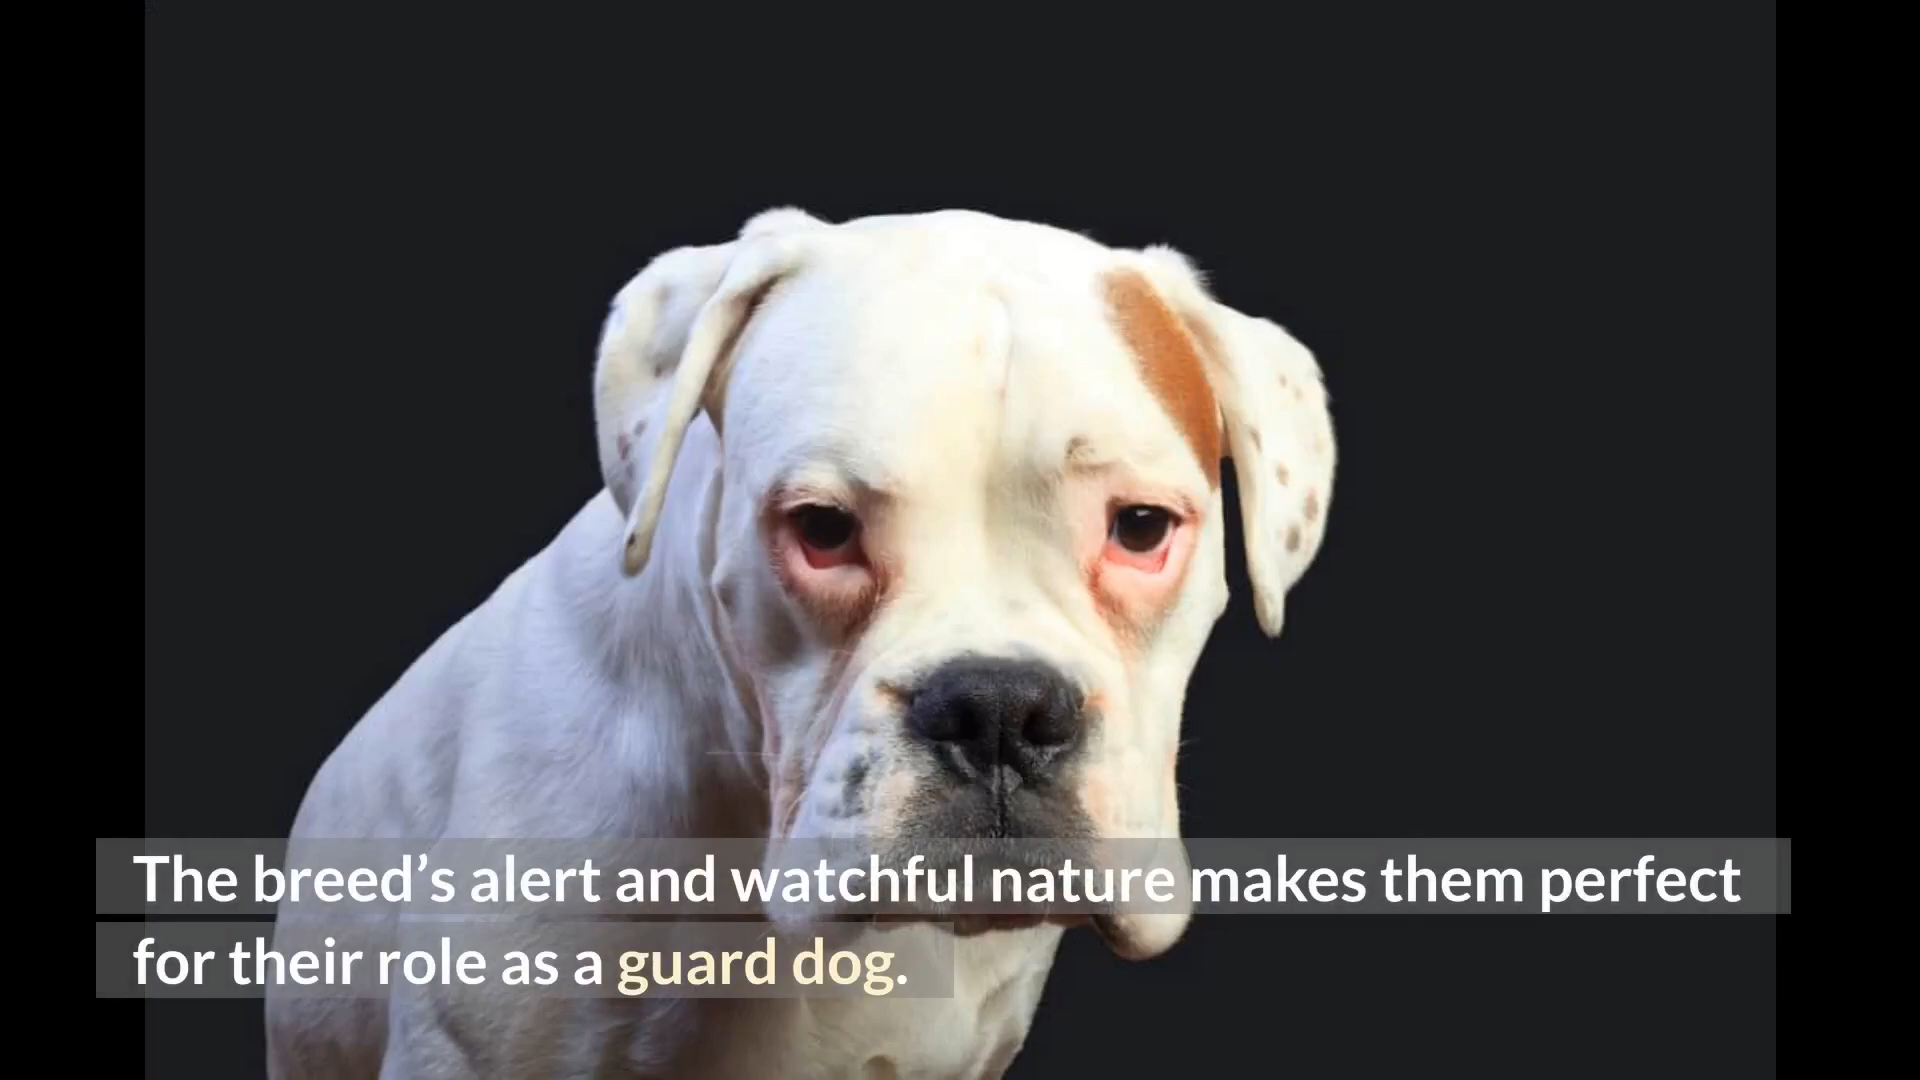 The breed’s alert and watchful nature makes them perfect
for their role as a guard dog.